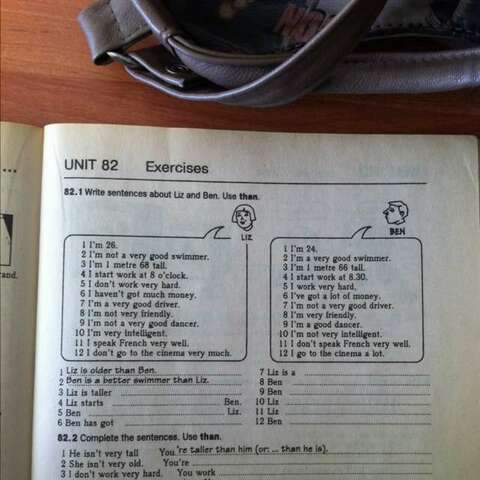 UNIT 82 Exercises
82.1 Write sentences about Liz and Ben. Use than.
LIZ
BEN
1 I'm 26.
2 I'm not a very good swimmer.
3 I'm 1 metre 68 tall.
4 I start work at 8 o'clock.
5 I don't work very hard.
6 I haven't got much money.
7 I'm a very good driver.
8 I'm not very friendly.
9 I'm not a very good dancer.
10 I'm very intelligent.
11 I speak French very well.
12 I don't go to the cinema very much.
1 I'm 24.
2 I'm a very good swimmer.
3 I'm 1 metre 66 tall.
4 I start work at 8.30.
5 I work very hard.
6 I've got a lot of money.
7 I'm not a very good driver.
8 I'm very friendly.
9 I'm a good dancer.
10 I'm not very intelligent.
11 I don't speak French very well.
12 I go to the cinema a lot.
1 Liz is older than Ben.
2 Ben is a better swimmer than Liz.
3 Liz is taller
4 Liz starts Ben.
5 Ben Liz.
6 Ben has got
7 Liz is a
8 Ben
9 Ben
10 Liz
11 Liz
12 Ben
82.2 Complete the sentences. Use than.
1 He isn't very tall You 're taller than him (or: ... than he is).
2 She isn't very old. You're
3 I don't work very hard. You work